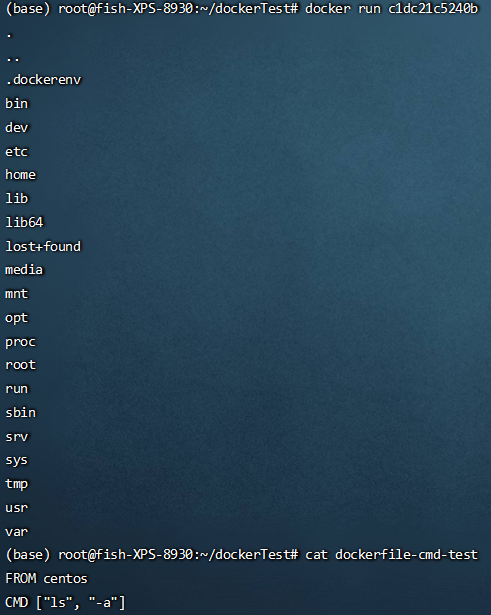 (base) root@fish-XPS-8930:~/dockerTest# docker run c1dc21c5240b
.
..
.dockerenv
bin
dev
etc
home
lib
lib64
lost+found
media
mnt
opt
proc
root
run
sbin
srv
sys
tmp
usr
var
(base) root@fish-XPS-8930:~/dockerTest# cat dockerfile-cmd-test
FROM centos
CMD ["ls", "-a"]